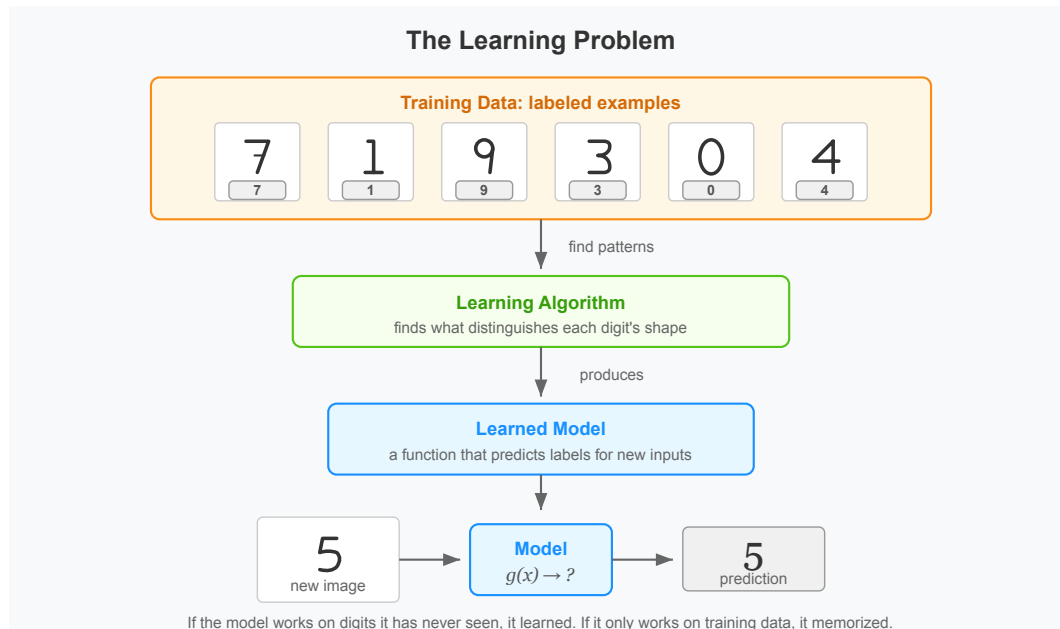 The Learning Problem
Training Data: labeled examples
7 1 9 3 0 4
7 1 9 3 0 4
find patterns
Learning Algorithm
finds what distinguishes each digit's shape
produces
Learned Model
a function that predicts labels for new inputs
5
new image
Model
g(x) → ?
5
prediction
If the model works on digits it has never seen, it learned. If it only works on training data, it memorized.